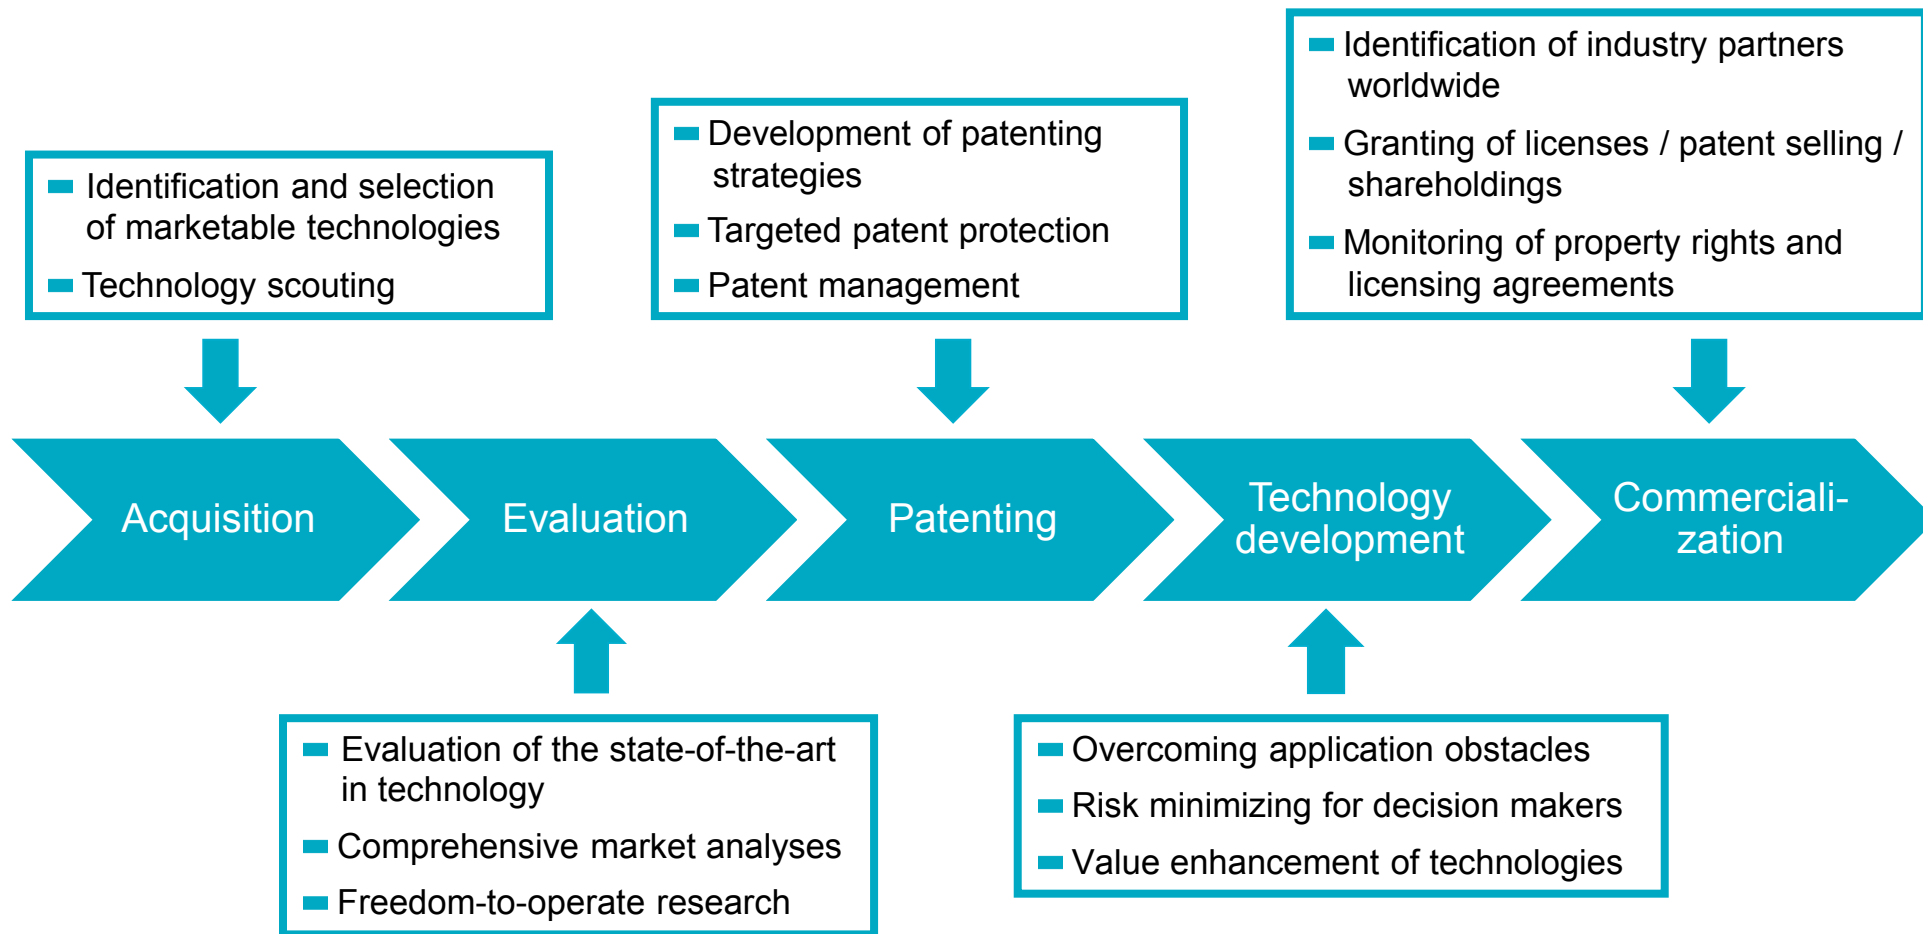 Identification and selection
of marketable technologies
Technology scouting
Development of patenting
strategies
Targeted patent protection
Patent management
Identification of industry partners
worldwide
Granting of licenses / patent selling /
shareholdings
Monitoring of property rights and
licensing agreements
Acquisition
Evaluation
Patenting
Technology
development
Commerciali-
zation
Evaluation of the state-of-the-art
in technology
Comprehensive market analyses
Freedom-to-operate research
Overcoming application obstacles
Risk minimizing for decision makers
Value enhancement of technologies